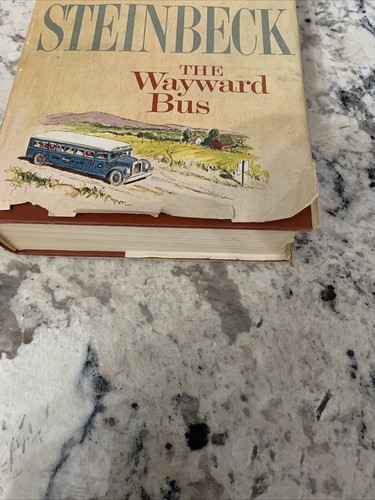 STEINBECK
THE
Wayward
Bus